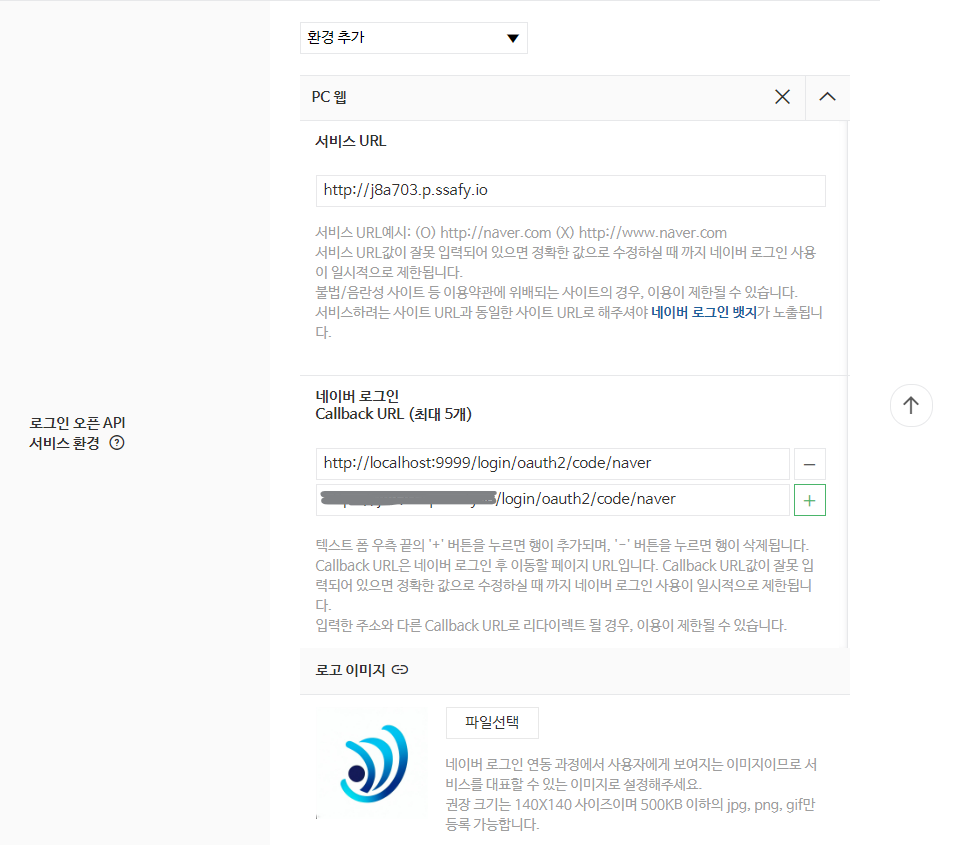 환경 추가
PC 웹
서비스 URL
http://j8a703.p.ssafy.io
서비스 URL예시: (O) http://naver.com (X) http://www.naver.com
서비스 URL값이 잘못 입력되어 있으면 정확한 값으로 수정하실 때 까지 네이버 로그인 사용
이 일시적으로 제한됩니다.
불법/음란성 사이트 등 이용약관에 위배되는 사이트의 경우, 이용이 제한될 수 있습니다.
서비스하려는 사이트 URL과 동일한 사이트 URL로 해주셔야 네이버 로그인 뱃지가 노출됩니
다.
로그인 오픈 API
서비스 환경 ?
네이버 로그인
Callback URL (최대 5개)
http://localhost:9999/login/oauth2/code/naver
/login/oauth2/code/naver
텍스트 폼 우측 끝의 '+' 버튼을 누르면 행이 추가되며, '-' 버튼을 누르면 행이 삭제됩니다.
Callback URL은 네이버 로그인 후 이동할 페이지 URL입니다. Callback URL값이 잘못 입
력되어 있으면 정확한 값으로 수정하실 때 까지 네이버 로그인 사용이 일시적으로 제한됩니
다.
입력한 주소와 다른 Callback URL로 리다이렉트 될 경우, 이용이 제한될 수 있습니다.
로고 이미지
파일선택
네이버 로그인 연동 과정에서 사용자에게 보여지는 이미지이므로 서
비스를 대표할 수 있는 이미지로 설정해주세요.
권장 크기는 140X140 사이즈이며 500KB 이하의 jpg, png, gif만
등록 가능합니다.